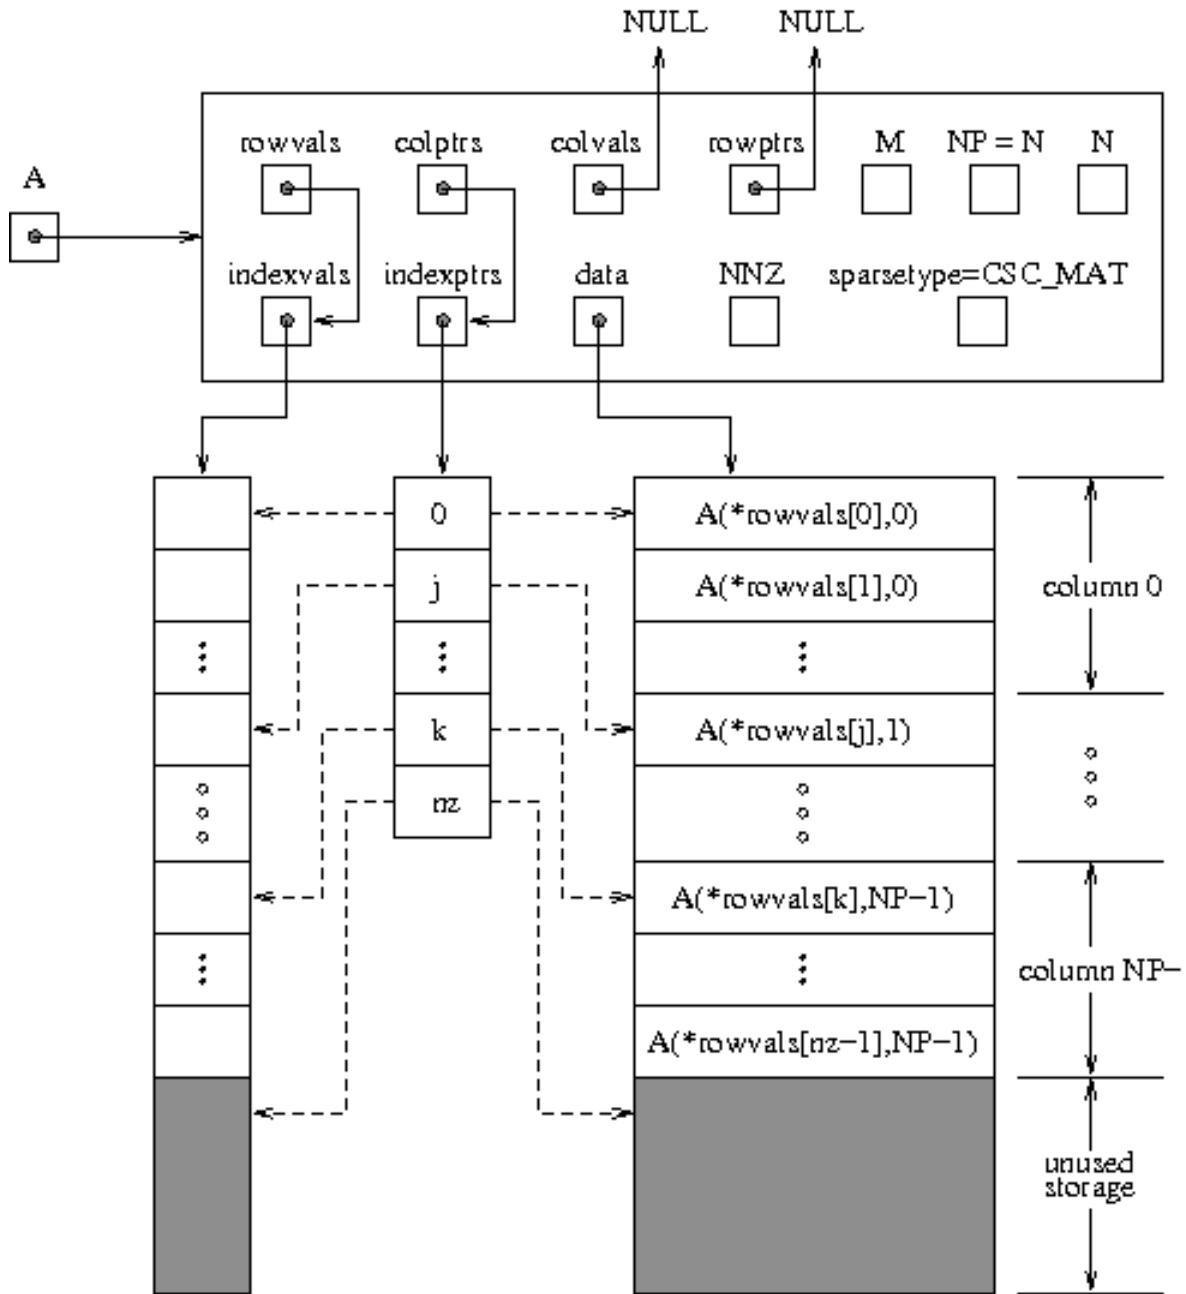 NULL NULL
rowvals colptrs colvals rowptrs M NP = N N
A
indexvals indexptrs data NNZ sparsetype=CSC_MAT
0 A(*rowvals[0],0)
j A(*rowvals[1],0) column 0
k A(*rowvals[j],1)
nz
A(*rowvals[k],NP−1)
column NP−
A(*rowvals[nz−1],NP−1)
unused
storage